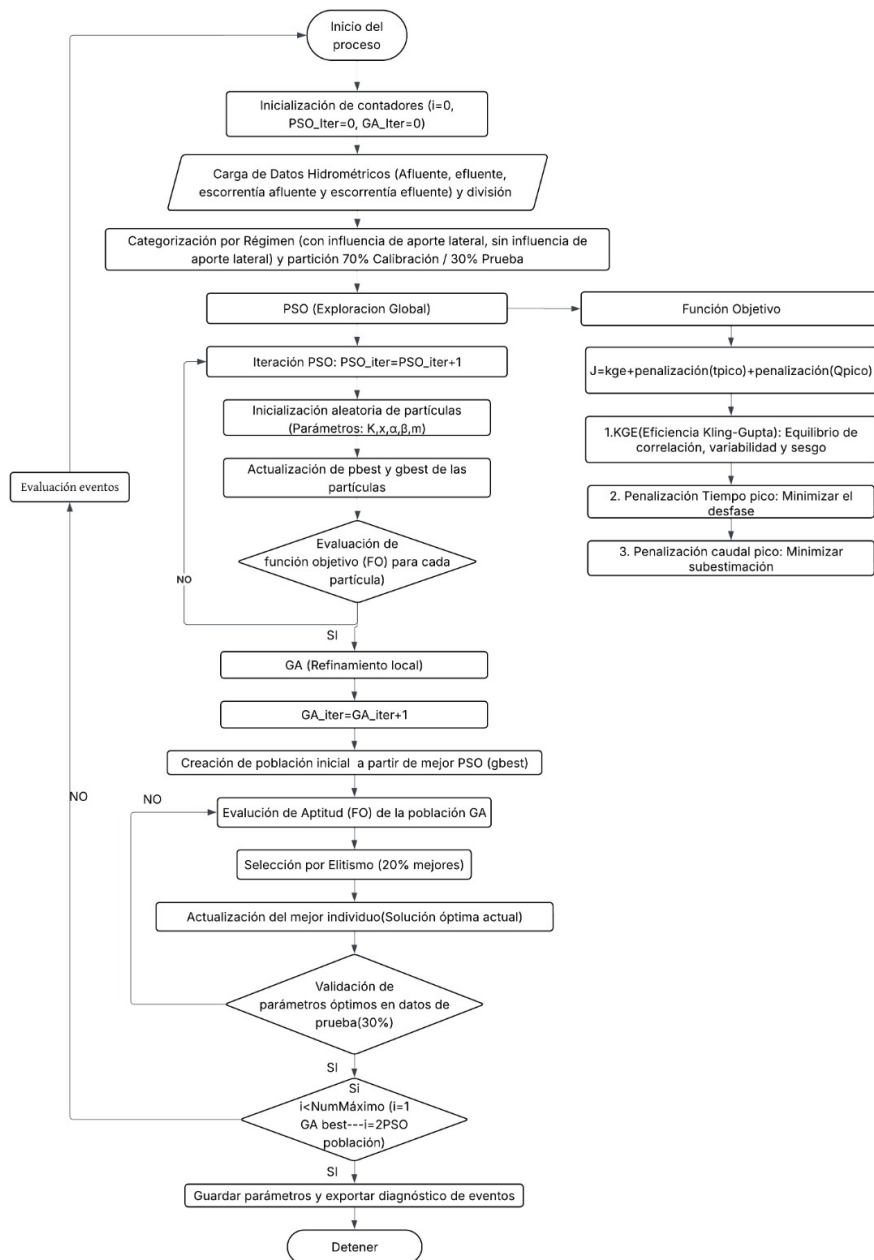 Inicio del
proceso
Inicialización de contadores (i=0,
PSO_Iter=0, GA_Iter=0)
Carga de Datos Hidrométricos (Afluente, efluente,
escorrentía afluente y escorrentía efluente) y división
Categorización por Régimen (con influencia de aporte lateral, sin influencia de
aporte lateral) y partición 70% Calibración / 30% Prueba
PSO (Exploracion Global)
Función Objetivo
Iteración PSO: PSO_iter=PSO_iter+1
J=kge+penalización(tpico)+penalización(Qpico)
Inicialización aleatoria de partículas
(Parámetros: K,x,α,β,m)
1.KGE(Eficiencia Kling-Gupta): Equilibrio de
correlación, variabilidad y sesgo
Actualización de pbest y gbest de las
partículas
Evaluación eventos
2. Penalización Tiempo pico: Minimizar el
desfase
Evaluación de
función objetivo (FO) para cada
partícula)
3. Penalización caudal pico: Minimizar
subestimación
NO
SI
GA (Refinamiento local)
GA_iter=GA_iter+1
Creación de población inicial a partir de mejor PSO (gbest)
NO
NO
Evalución de Aptitud (FO) de la población GA
Selección por Elitismo (20% mejores)
Actualización del mejor individuo(Solución óptima actual)
Validación de
parámetros óptimos en datos de
prueba(30%)
SI
Si
i<NumMáximo (i=1
GA best---i=2PSO
población)
SI
Guardar parámetros y exportar diagnóstico de eventos
Detener